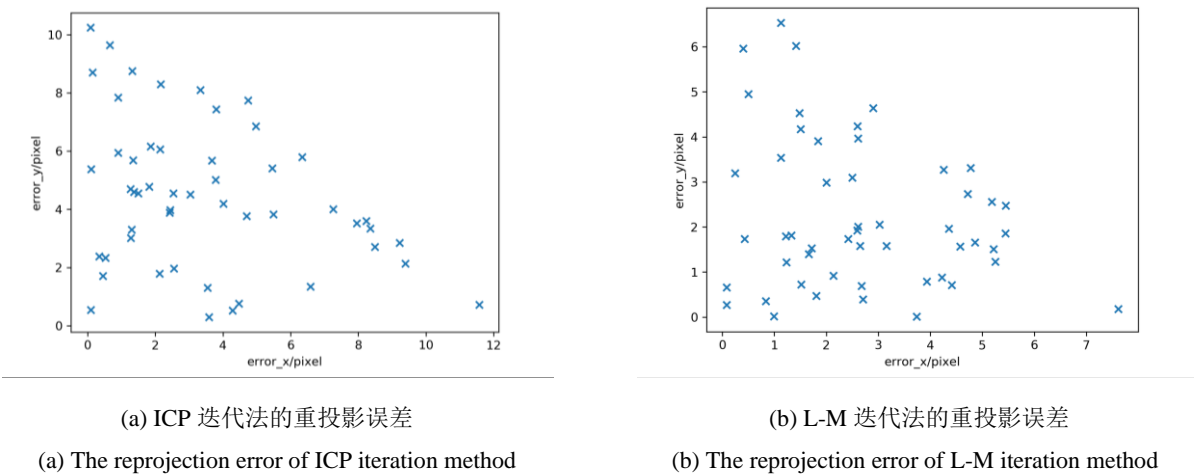 10
8
6
4
2
0
error_y/pixel
0 2 4 6 8 10 12
error_x/pixel
(a) ICP 迭代法的重投影误差
(a) The reprojection error of ICP iteration method
6
5
4
3
2
1
0
error_y/pixel
0 1 2 3 4 5 6 7
error_x/pixel
(b) L-M 迭代法的重投影误差
(b) The reprojection error of L-M iteration method